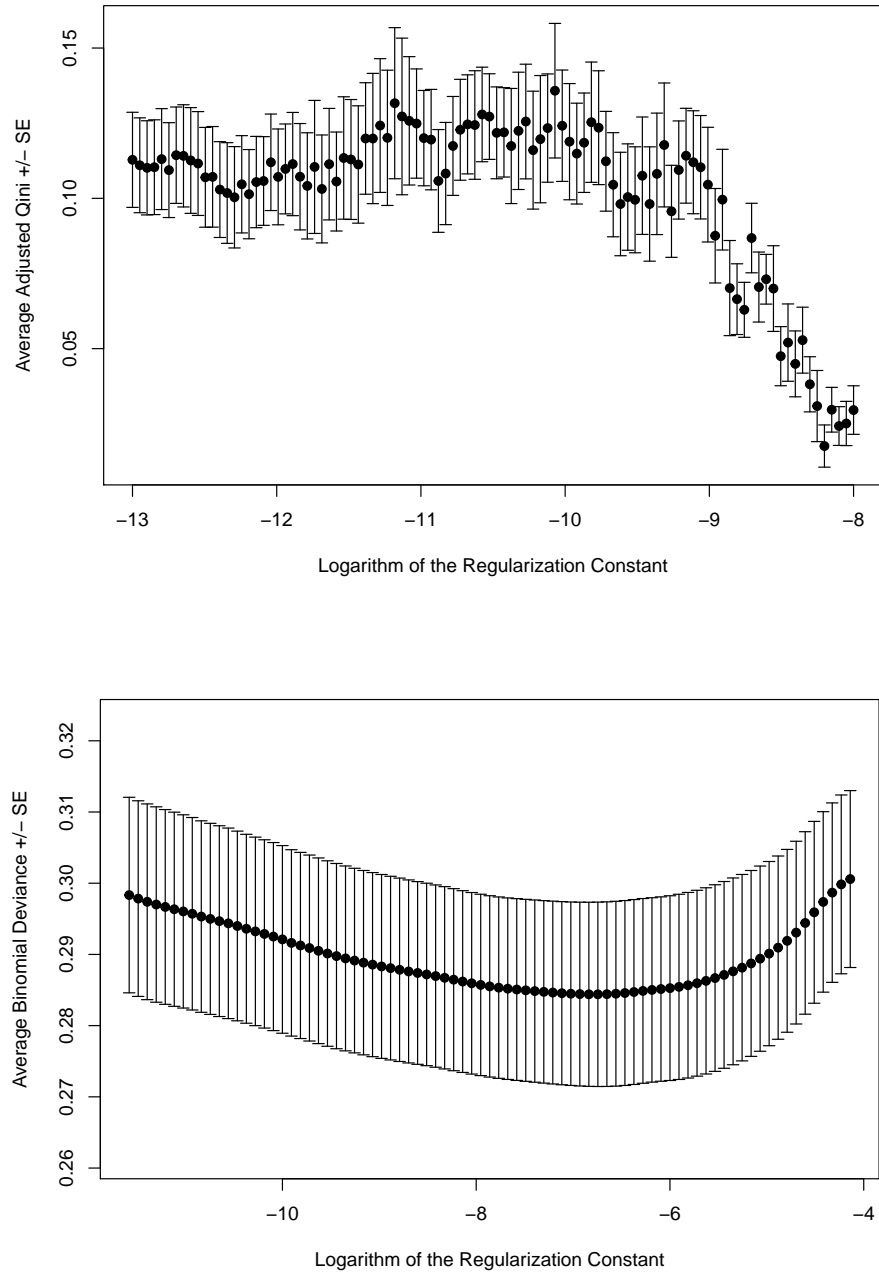 0.15
0.10
0.05
Average Adjusted Qini +/− SE
−13 −12 −11 −10 −9 −8
Logarithm of the Regularization Constant
0.32
0.31
0.30
0.29
0.28
0.27
0.26
Average Binomial Deviance +/− SE
−10 −8 −6 −4
Logarithm of the Regularization Constant